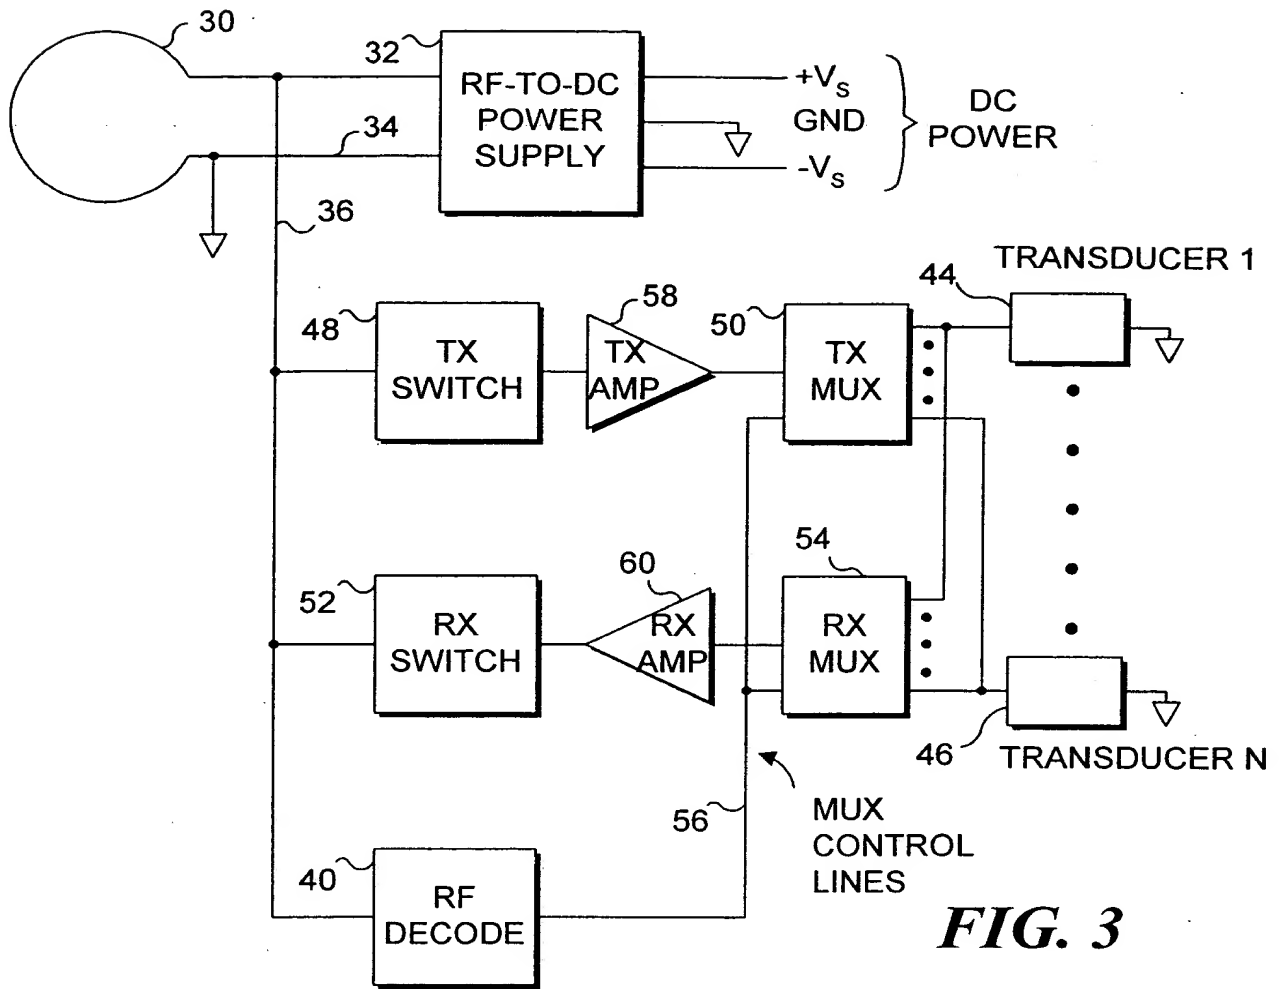 30
32
RF-TO-DC
POWER
SUPPLY
+VS
GND
-VS
DC
POWER
34
36
TRANSDUCER 1
44
48
TX
SWITCH
58
TX
AMP
50
TX
MUX
52
RX
SWITCH
60
RX
AMP
54
RX
MUX
46
TRANSDUCER N
56
MUX
CONTROL
LINES
40
RF
DECODE
FIG. 3